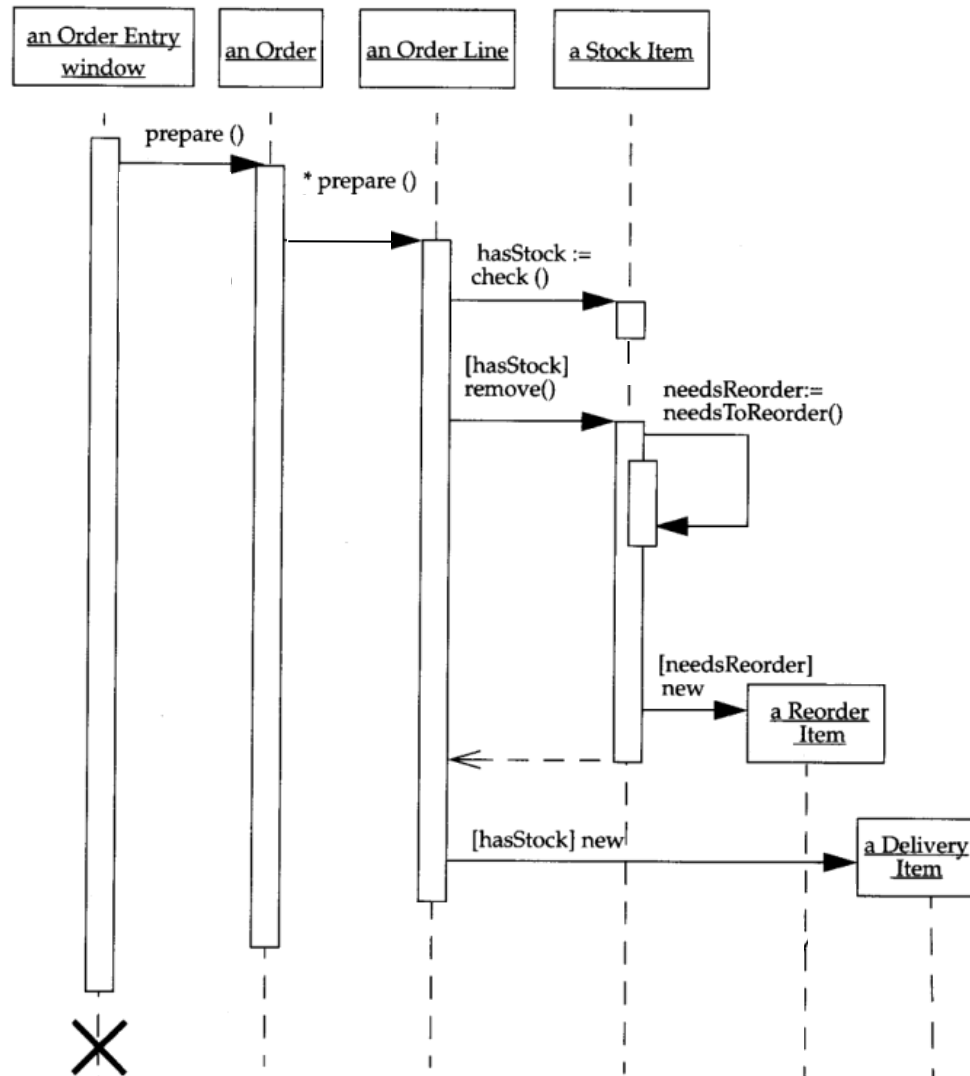 an Order Entry
window
an Order
an Order Line
a Stock Item
prepare ()
* prepare ()
hasStock :=
check ()
[hasStock]
remove()
needsReorder:=
needsToReorder()
[needsReorder]
new
a Reorder
Item
[hasStock] new
a Delivery
Item